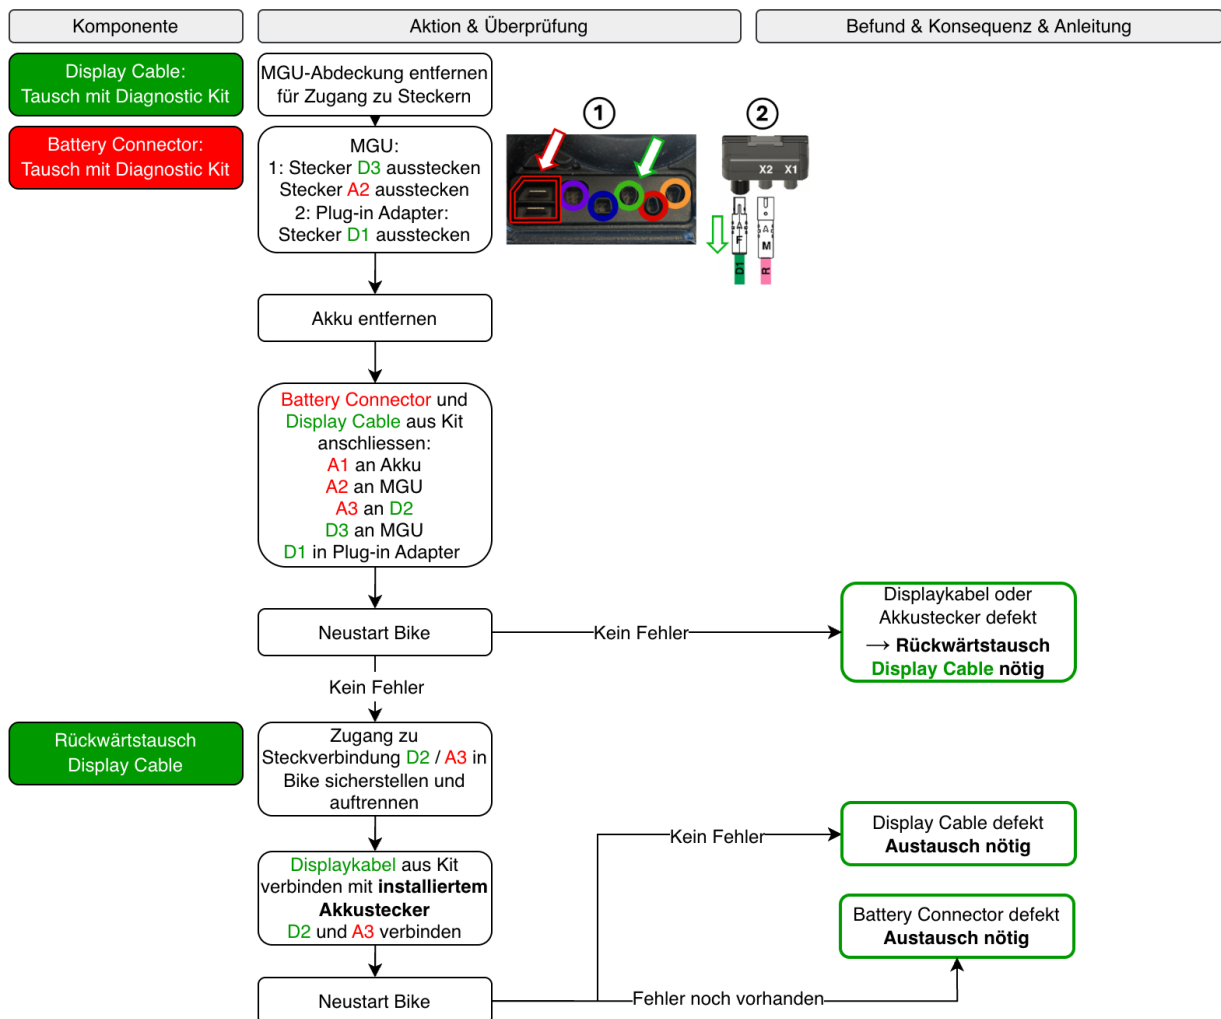 Komponente
Aktion & Überprüfung
Befund & Konsequenz & Anleitung
Display Cable:
Tausch mit Diagnostic Kit
MGU-Abdeckung entfernen
für Zugang zu Steckern
Battery Connector:
Tausch mit Diagnostic Kit
MGU:
1: Stecker D3 ausstecken
Stecker A2 ausstecken
2: Plug-in Adapter:
Stecker D1 ausstecken
1
2
X2 X1
A A
F M
D1 R
Akku entfernen
Battery Connector und
Display Cable aus Kit
anschliessen:
A1 an Akku
A2 an MGU
A3 an D2
D3 an MGU
D1 in Plug-in Adapter
Neustart Bike
Kein Fehler
Displaykabel oder
Akkustecker defekt
→ Rückwärtstausch
Display Cable nötig
Kein Fehler
Rückwärtstausch
Display Cable
Zugang zu
Steckverbindung D2 / A3 in
Bike sicherstellen und
auftrennen
Kein Fehler
Display Cable defekt
Austausch nötig
Displaykabel aus Kit
verbinden mit installiertem
Akkustecker
D2 und A3 verbinden
Battery Connector defekt
Austausch nötig
Neustart Bike
Fehler noch vorhanden